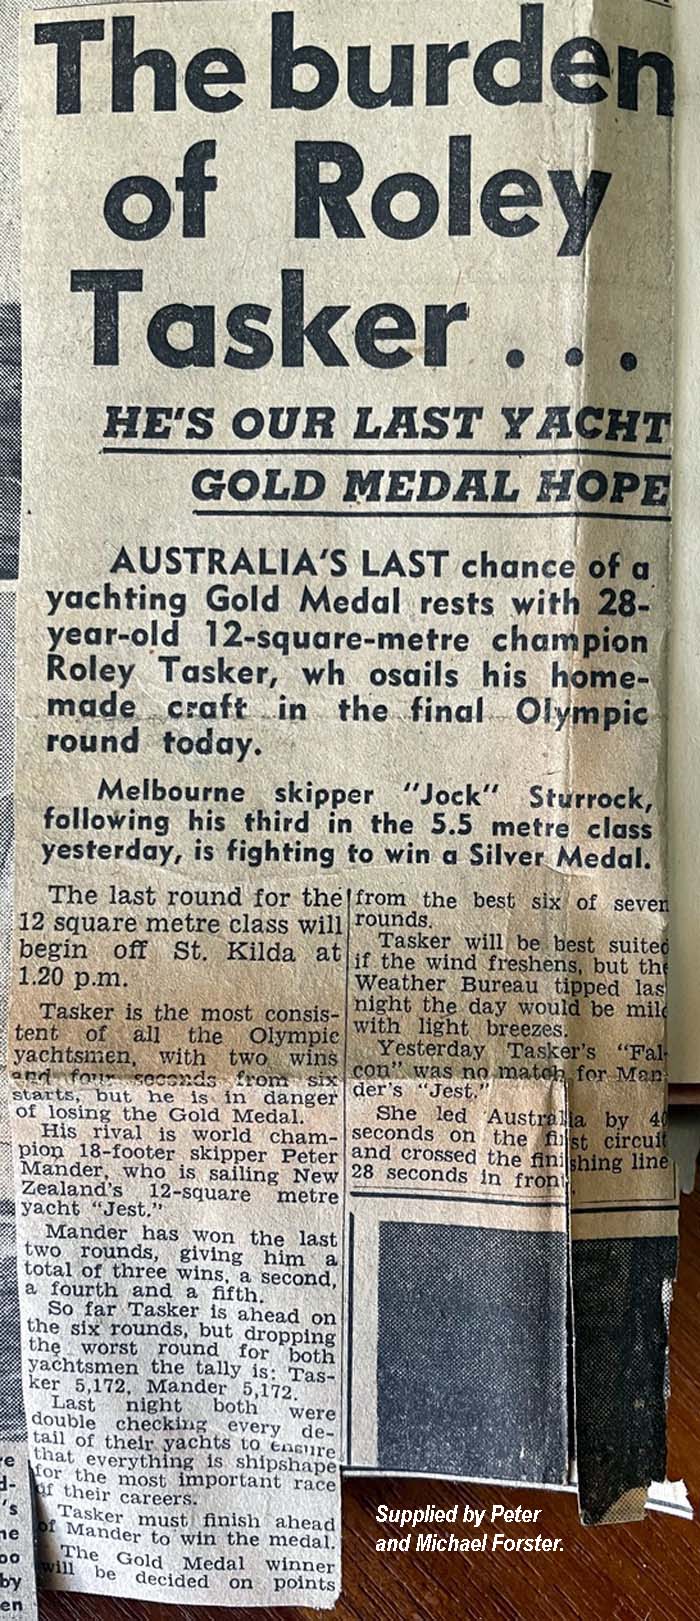 The burden
of Roley
Tasker . . .
HE'S OUR LAST YACHT
GOLD MEDAL HOPE
AUSTRALIA'S LAST chance of a
yachting Gold Medal rests with 28-
year-old 12-square-metre champion
Roley Tasker, wh osails his home-
made craft in the final Olympic
round today.
Melbourne skipper "Jock" Sturrock,
following his third in the 5.5 metre class
yesterday, is fighting to win a Silver Medal.
The last round for the
12 square metre class will
begin off St. Kilda at
1.20 p.m.
Tasker is the most consis-
tent of all the Olympic
yachtsmen, with two wins
and four seconds from six
starts, but he is in danger
of losing the Gold Medal.
His rival is world cham-
pion 18-footer skipper Peter
Mander, who is sailing New
Zealand's 12-square metre
yacht "Jest."
Mander has won the last
two rounds, giving him a
total of three wins, a second,
a fourth and a fifth.
So far Tasker is ahead on
the six rounds, but dropping
the worst round for both
yachtsmen the tally is: Tas-
ker 5,172, Mander 5,172.
Last night both were
double checking every de-
tail of their yachts to ensure
that everything is shipshape
for the most important race
of their careers.
Tasker must finish ahead
of Mander to win the medal.
The Gold Medal winner
will be decided on points
from the best six of seven
rounds.
Tasker will be best suited
if the wind freshens, but the
Weather Bureau tipped las
night the day would be mild
with light breezes.
Yesterday Tasker's "Fal-
con" was no match for Man-
der's "Jest."
She led Australia by 40
seconds on the first circuit
and crossed the finishing line
28 seconds in front.
Supplied by Peter
and Michael Forster.